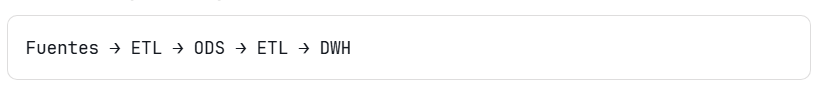 Fuentes → ETL → ODS → ETL → DWH